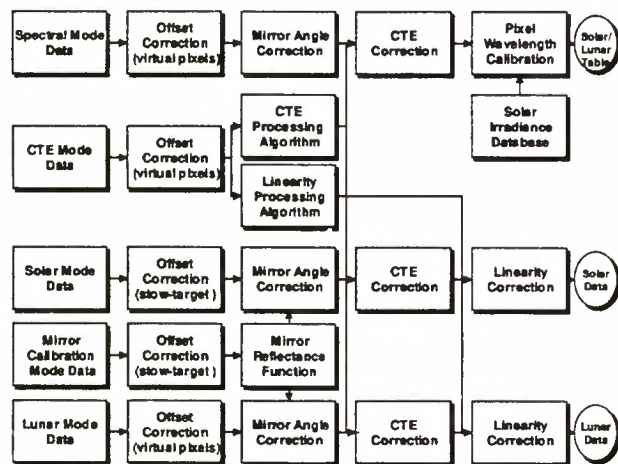 Spectral Mode
Data
Offset
Correction
(virtual pixels)
Mirror Angle
Correction
CTE
Correction
Pixel
Wavelength
Calibration
Solar/
Lunar
Table
CTE Mode
Data
Offset
Correction
(virtual pixels)
CTE
Processing
Algorithm
Linearity
Processing
Algorithm
Solar
Irradiance
Database
Solar Mode
Data
Offset
Correction
(stow-target)
Mirror Angle
Correction
CTE
Correction
Linearity
Correction
Solar
Data
Mirror
Calibration
Mode Data
Offset
Correction
(stow-target)
Mirror
Reflectance
Function
Lunar Mode
Data
Offset
Correction
(virtual pixels)
Mirror Angle
Correction
CTE
Correction
Linearity
Correction
Lunar
Data